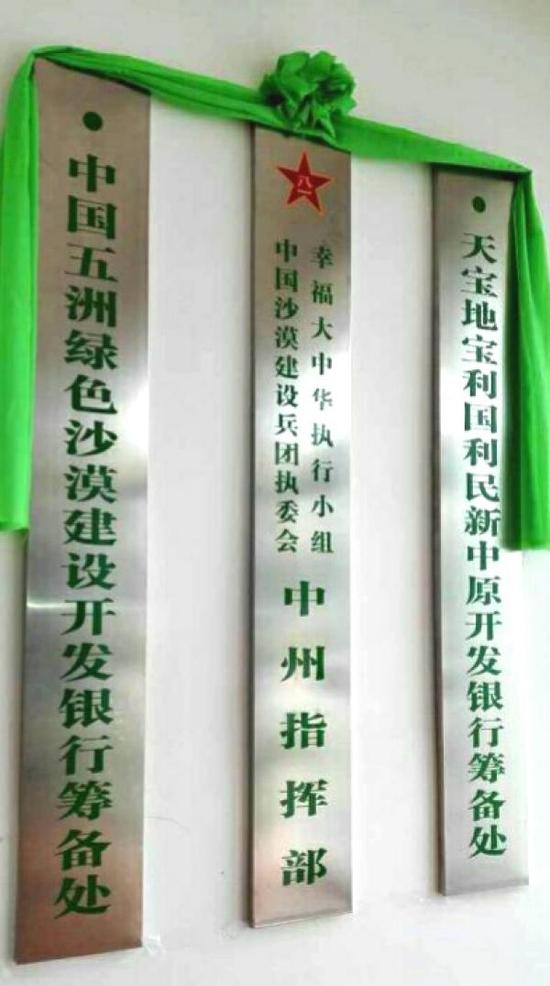 中国五洲绿色沙漠建设开发银行筹备处
八一
幸福大中华执行小组
中国沙漠建设兵团执委会
中州指挥部
天宝地宝利国利民新中原开发银行筹备处